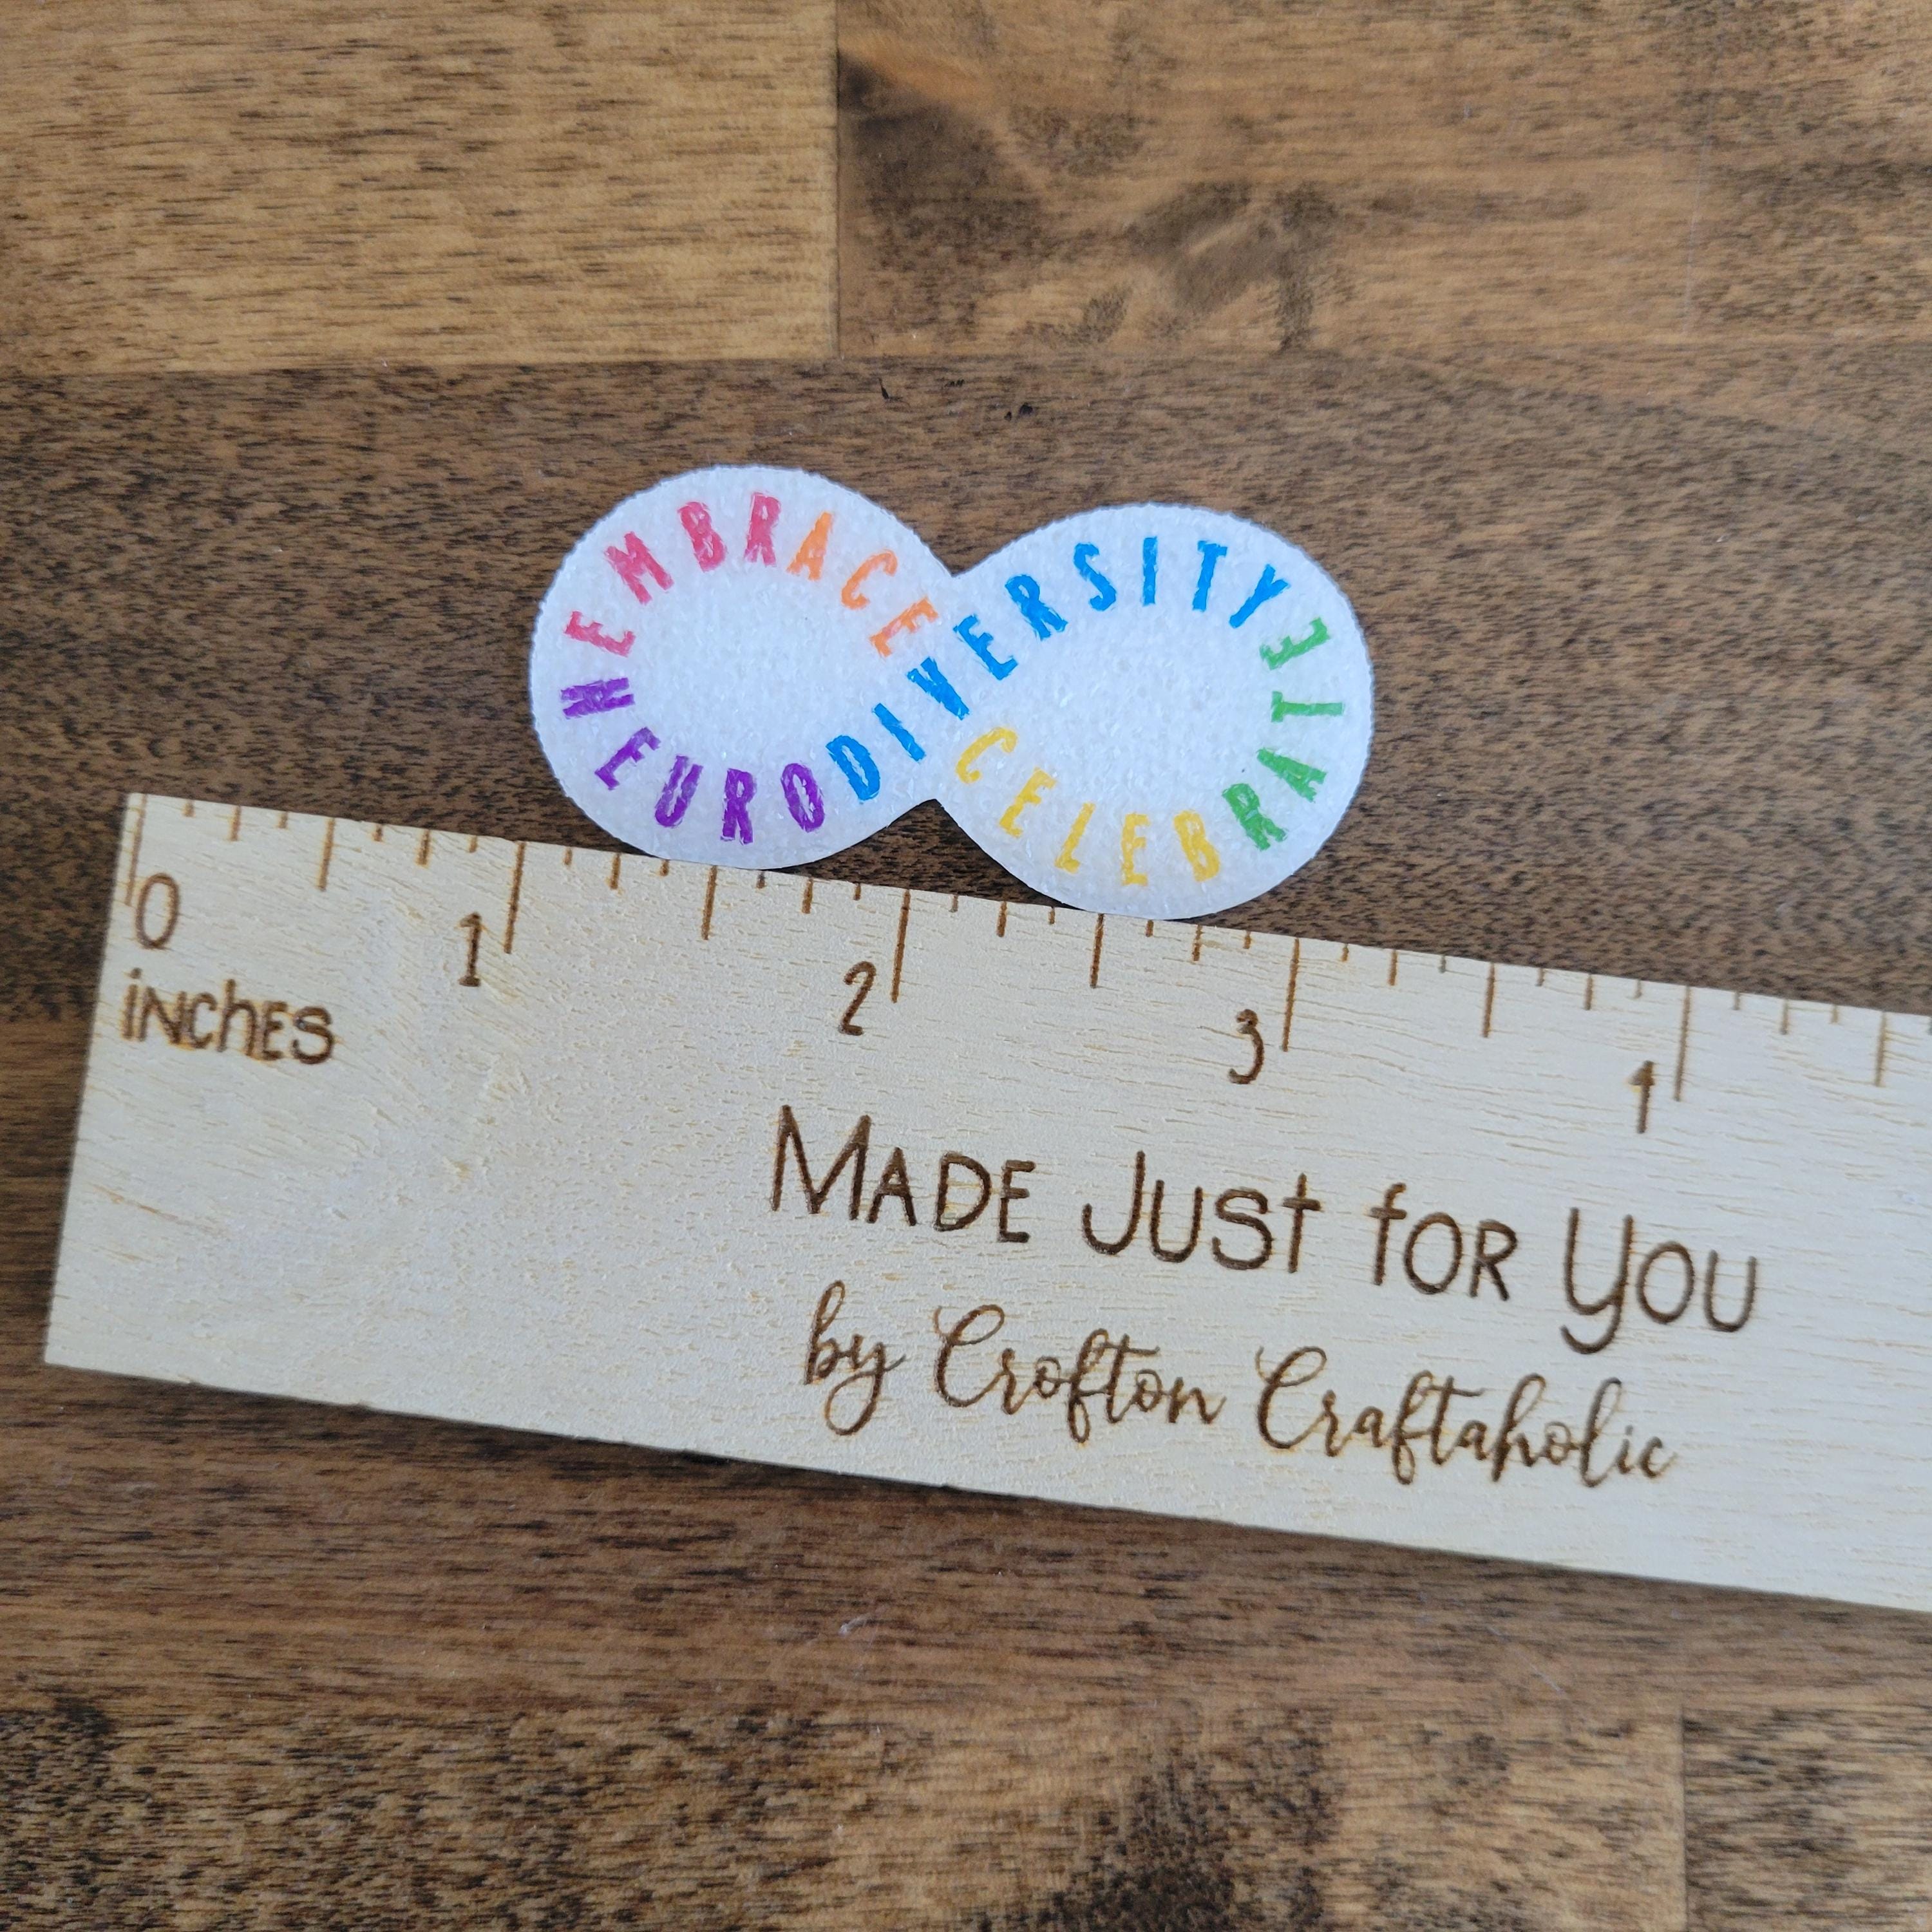 EMBRACE
CELEBRATE
NEURODIVERSITY
0 1 2 3 4
inches
Made Just for You
by Crofton Craftaholic